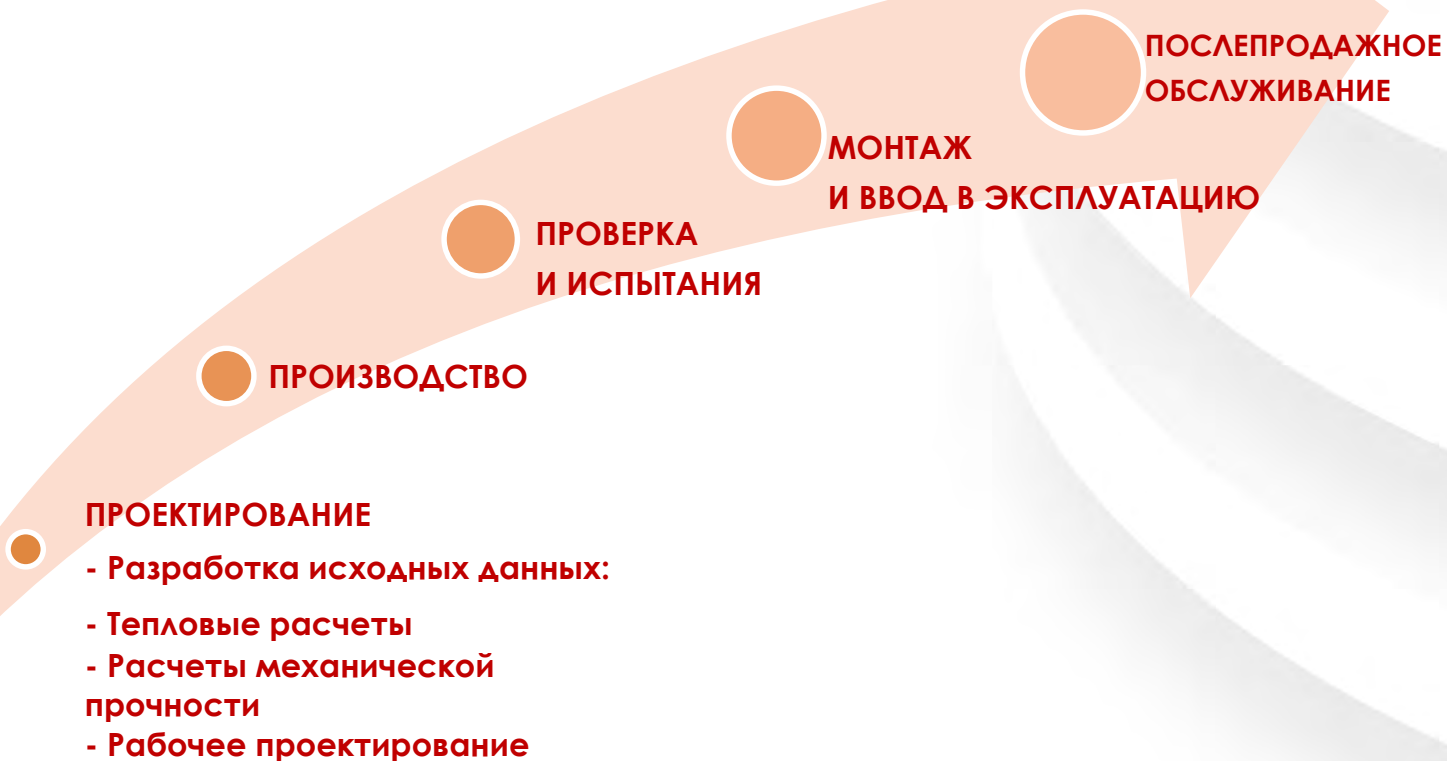 ПОСЛЕПРОДАЖНОЕ
ОБСЛУЖИВАНИЕ
МОНТАЖ
И ВВОД В ЭКСПЛУАТАЦИЮ
ПРОВЕРКА
И ИСПЫТАНИЯ
ПРОИЗВОДСТВО
ПРОЕКТИРОВАНИЕ
- Разработка исходных данных:
- Тепловые расчеты
- Расчеты механической
прочности
- Рабочее проектирование